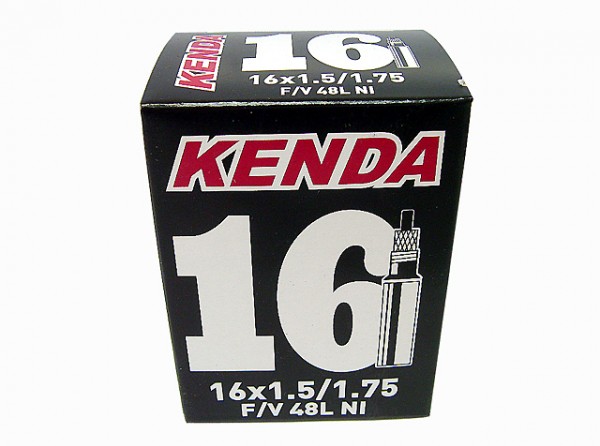 KENDA 16
16x1.5/1.75
F/V 48L NI
KENDA
16
16x1.5/1.75
F/V 48L NI